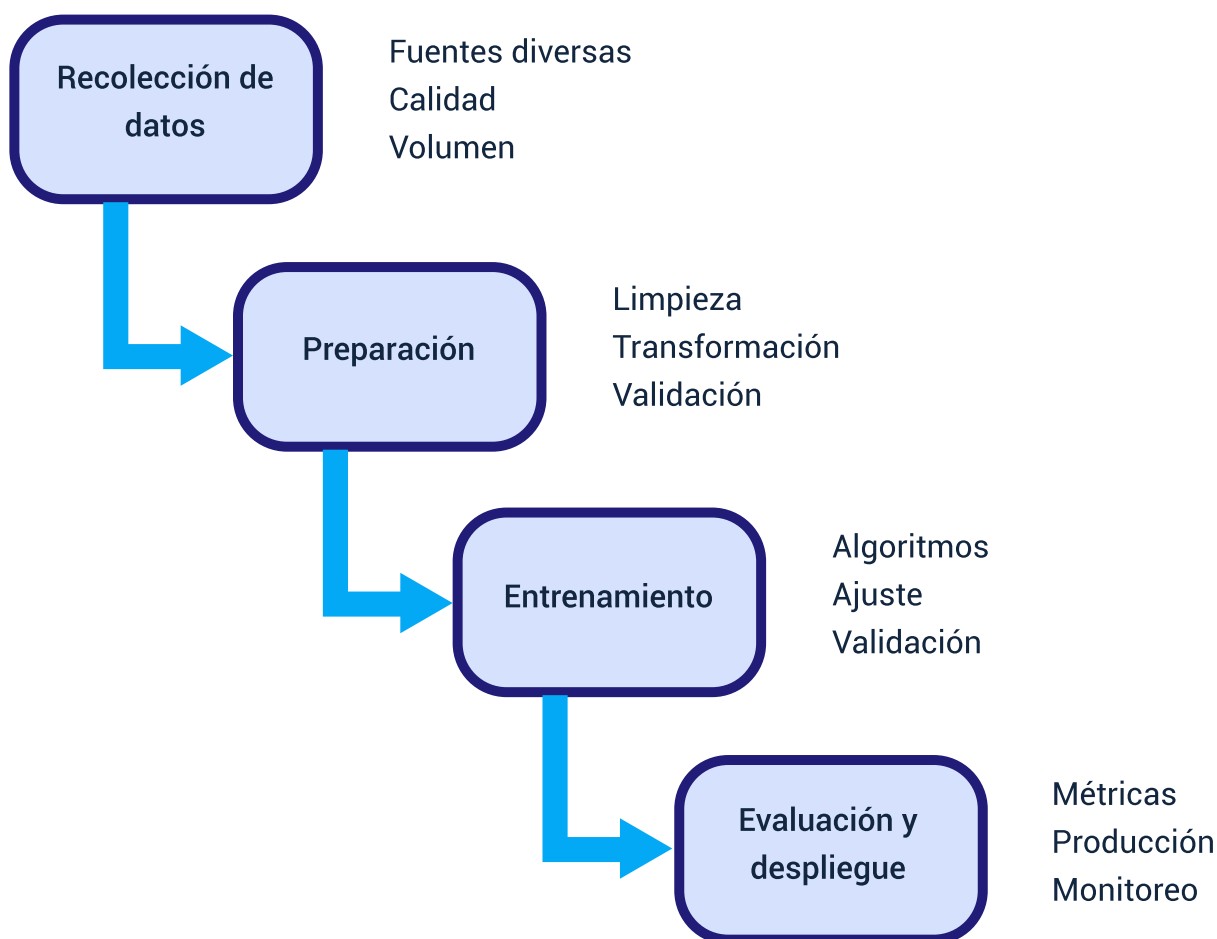 Recolección de
datos
Fuentes diversas
Calidad
Volumen
Preparación
Limpieza
Transformación
Validación
Entrenamiento
Algoritmos
Ajuste
Validación
Evaluación y
despliegue
Métricas
Producción
Monitoreo